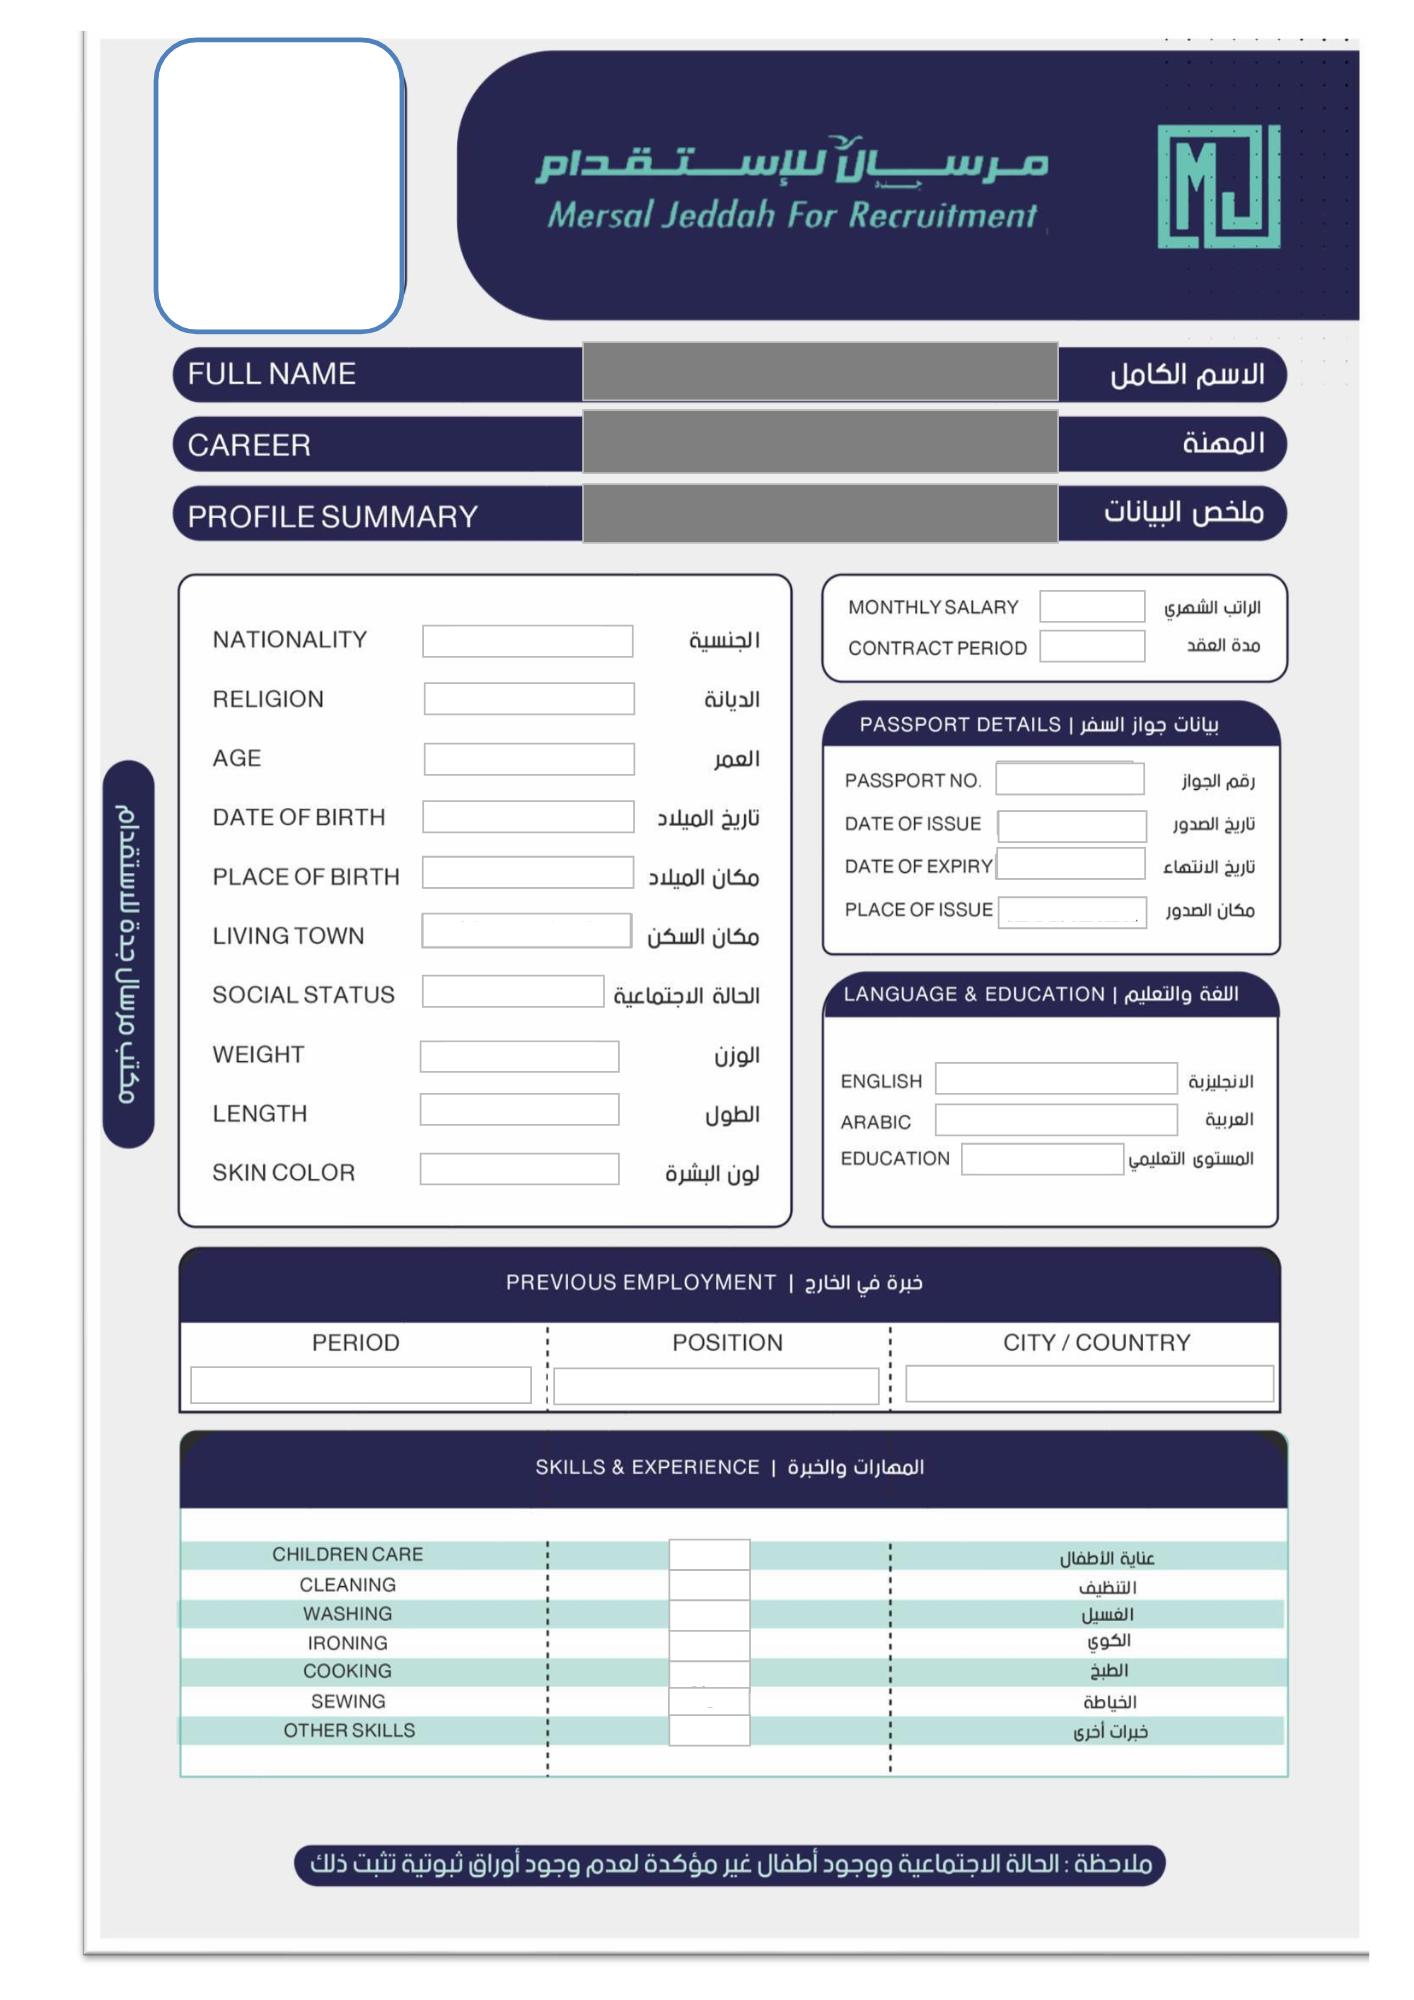 مرسال للإستقدام
جدة
Mersal Jeddah For Recruitment
MJ
FULL NAME الاسم الكامل
CAREER المهنة
PROFILE SUMMARY ملخص البيانات
NATIONALITY الجنسية
RELIGION الديانة
AGE العمر
DATE OF BIRTH تاريخ الميلاد
PLACE OF BIRTH مكان الميلاد
LIVING TOWN مكان السكن
SOCIAL STATUS الحالة الاجتماعية
WEIGHT الوزن
LENGTH الطول
SKIN COLOR لون البشرة
MONTHLY SALARY الراتب الشهري
CONTRACT PERIOD مدة العقد
PASSPORT DETAILS | بيانات جواز السفر
PASSPORT NO. رقم الجواز
DATE OF ISSUE تاريخ الصدور
DATE OF EXPIRY تاريخ الانتهاء
PLACE OF ISSUE مكان الصدور
LANGUAGE & EDUCATION | اللغة والتعليم
ENGLISH الانجليزية
ARABIC العربية
EDUCATION المستوى التعليمي
مكتب مرسال جدة للاستقدام
PREVIOUS EMPLOYMENT | خبرة في الخارج
PERIOD POSITION CITY / COUNTRY
SKILLS & EXPERIENCE | المهارات والخبرة
CHILDREN CARE عناية الأطفال
CLEANING التنظيف
WASHING الغسيل
IRONING الكوي
COOKING الطبخ
SEWING الخياطة
OTHER SKILLS خبرات أخرى
ملاحظة : الحالة الاجتماعية ووجود أطفال غير مؤكدة لعدم وجود أوراق ثبوتية تثبت ذلك